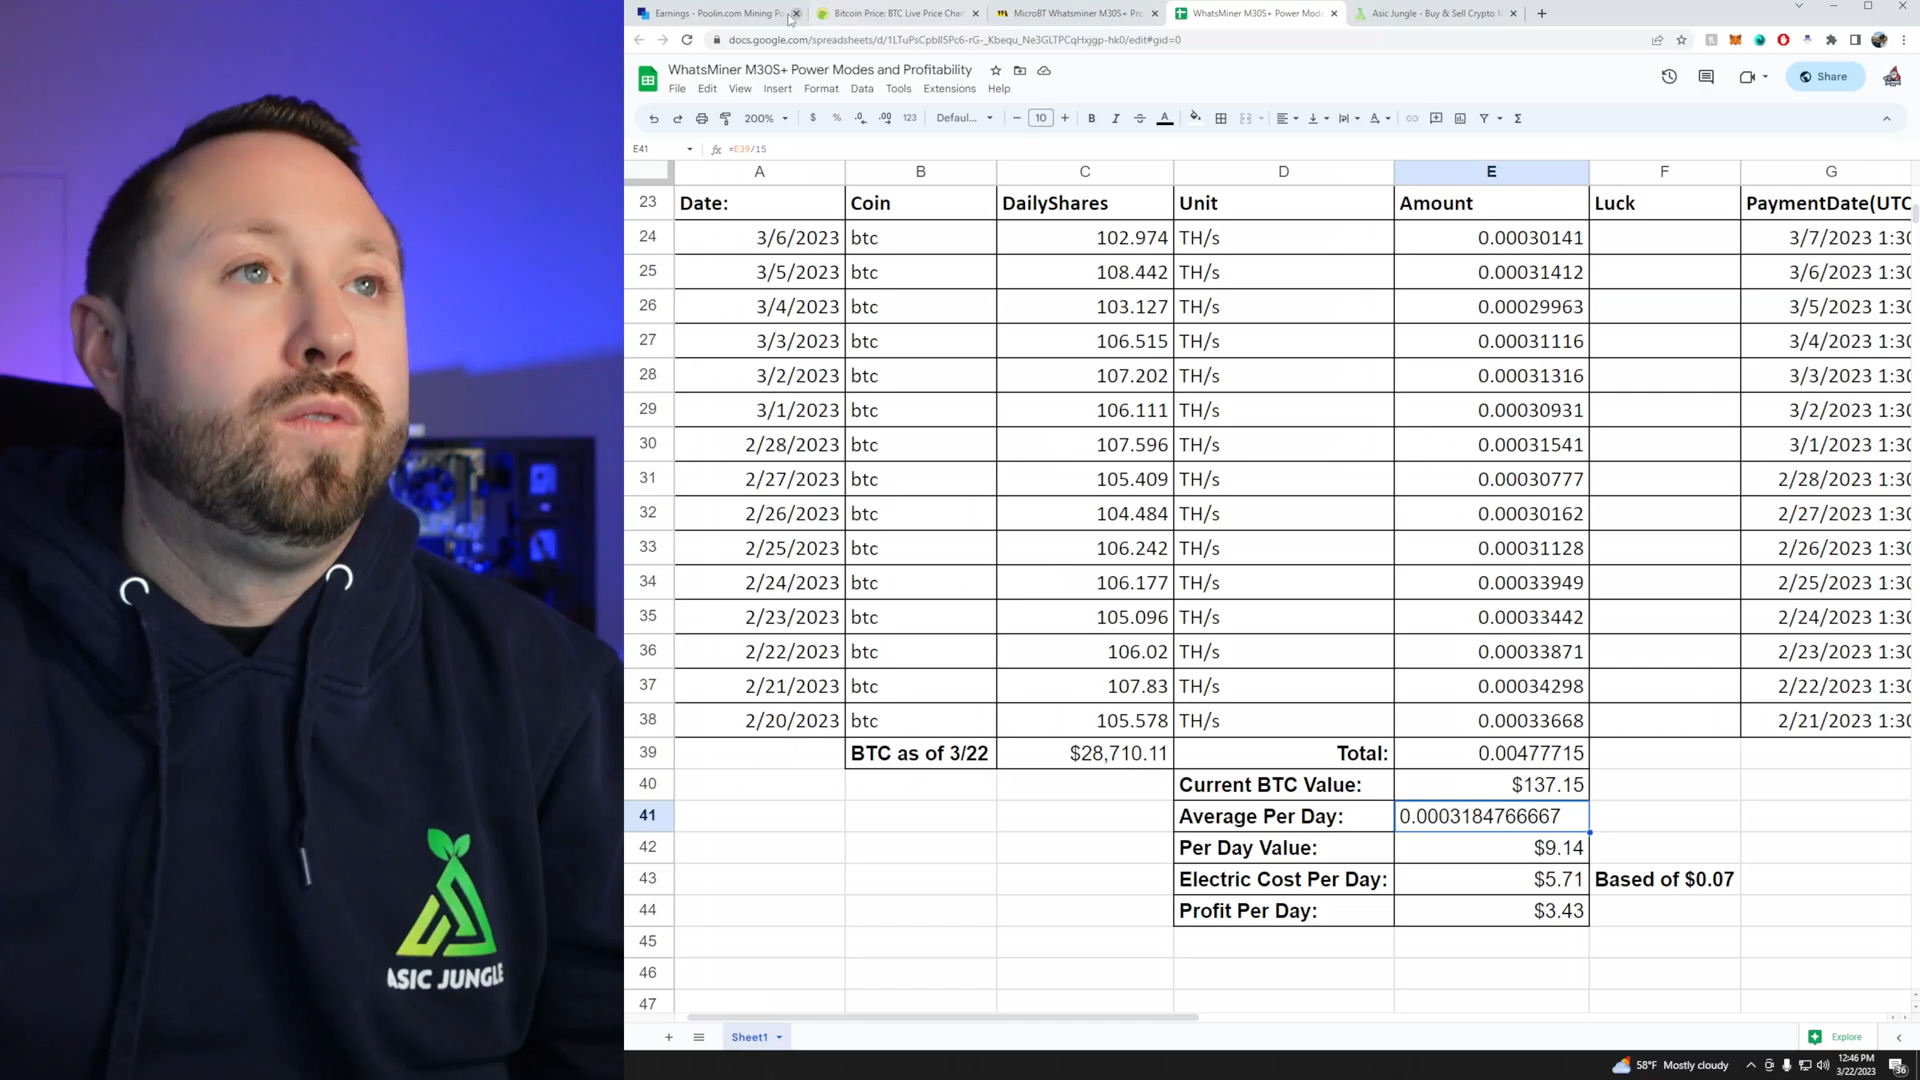 Earnings - Poolin.com Mining Po
Bitcoin Price: BTC Live Price Char
MicroBT Whatsminer M30S+ Pro
WhatsMiner M30S+ Power Mode
Asic Jungle - Buy & Sell Crypto M
docs.google.com/spreadsheets/d/1LTuPsCpbll5Pc6-rG-_Kbequ_Ne3GLTPCqHxjgp-hk0/edit#gid=0
WhatsMiner M30S+ Power Modes and Profitability
Share
File Edit View Insert Format Data Tools Extensions Help
200% $ % .0 .00 123 Defaul... − 10 + B I A Σ
E41 fx =E39/15
A B C D E F G
23 Date: Coin DailyShares Unit Amount Luck PaymentDate(UTC
24 3/6/2023 btc 102.974 TH/s 0.00030141 3/7/2023 1:30
25 3/5/2023 btc 108.442 TH/s 0.00031412 3/6/2023 1:30
26 3/4/2023 btc 103.127 TH/s 0.00029963 3/5/2023 1:30
27 3/3/2023 btc 106.515 TH/s 0.00031116 3/4/2023 1:30
28 3/2/2023 btc 107.202 TH/s 0.00031316 3/3/2023 1:30
29 3/1/2023 btc 106.111 TH/s 0.00030931 3/2/2023 1:30
30 2/28/2023 btc 107.596 TH/s 0.00031541 3/1/2023 1:30
31 2/27/2023 btc 105.409 TH/s 0.00030777 2/28/2023 1:30
32 2/26/2023 btc 104.484 TH/s 0.00030162 2/27/2023 1:30
33 2/25/2023 btc 106.242 TH/s 0.00031128 2/26/2023 1:30
34 2/24/2023 btc 106.177 TH/s 0.00033949 2/25/2023 1:30
35 2/23/2023 btc 105.096 TH/s 0.00033442 2/24/2023 1:30
36 2/22/2023 btc 106.02 TH/s 0.00033871 2/23/2023 1:30
37 2/21/2023 btc 107.83 TH/s 0.00034298 2/22/2023 1:30
38 2/20/2023 btc 105.578 TH/s 0.00033668 2/21/2023 1:30
39 BTC as of 3/22 $28,710.11 Total: 0.00477715
40 Current BTC Value: $137.15
41 Average Per Day: 0.0003184766667
42 Per Day Value: $9.14
43 Electric Cost Per Day: $5.71 Based of $0.07
44 Profit Per Day: $3.43
45
46
47
Sheet1
Explore
58°F Mostly cloudy
12:46 PM
3/22/2023
36
ASIC JUNGLE